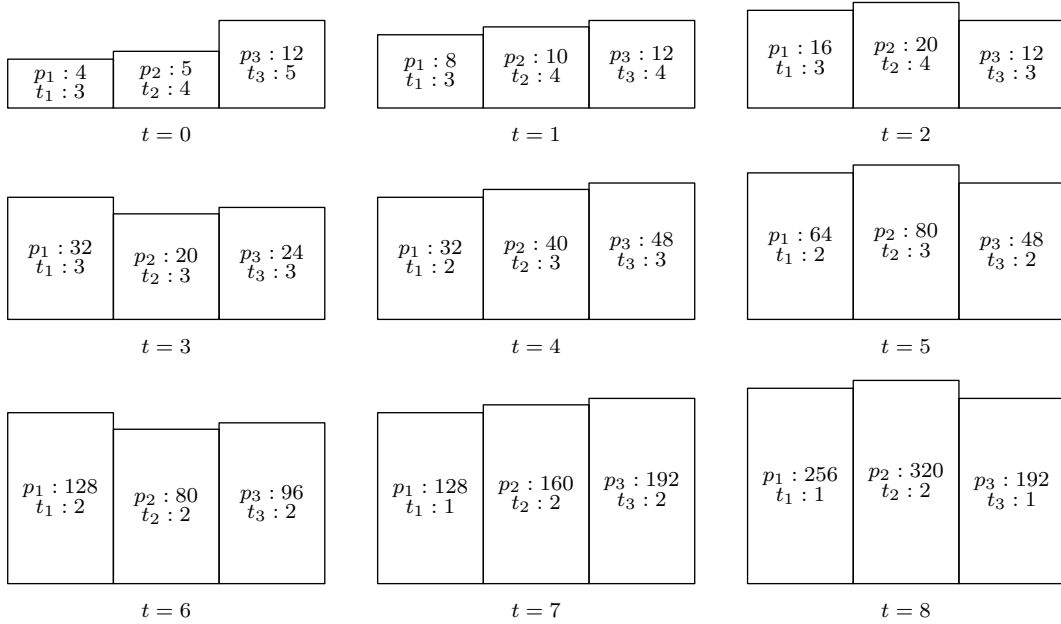 p₁ : 4
t₁ : 3
p₂ : 5
t₂ : 4
p₃ : 12
t₃ : 5
t = 0
p₁ : 8
t₁ : 3
p₂ : 10
t₂ : 4
p₃ : 12
t₃ : 4
t = 1
p₁ : 16
t₁ : 3
p₂ : 20
t₂ : 4
p₃ : 12
t₃ : 3
t = 2
p₁ : 32
t₁ : 3
p₂ : 20
t₂ : 3
p₃ : 24
t₃ : 3
t = 3
p₁ : 32
t₁ : 2
p₂ : 40
t₂ : 3
p₃ : 48
t₃ : 3
t = 4
p₁ : 64
t₁ : 2
p₂ : 80
t₂ : 3
p₃ : 48
t₃ : 2
t = 5
p₁ : 128
t₁ : 2
p₂ : 80
t₂ : 2
p₃ : 96
t₃ : 2
t = 6
p₁ : 128
t₁ : 1
p₂ : 160
t₂ : 2
p₃ : 192
t₃ : 2
t = 7
p₁ : 256
t₁ : 1
p₂ : 320
t₂ : 2
p₃ : 192
t₃ : 1
t = 8